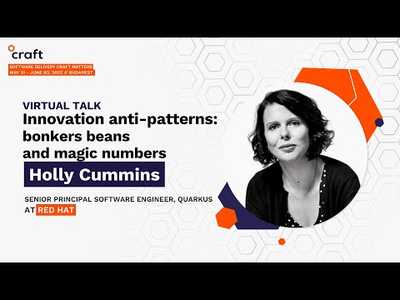 craft
SOFTWARE DELIVERY CRAFT MATTERS
MAY 31 - JUNE 02, 2022 // BUDAPEST
VIRTUAL TALK
Innovation anti-patterns:
bonkers beans
and magic numbers
Holly Cummins
SENIOR PRINCIPAL SOFTWARE ENGINEER, QUARKUS
AT RED HAT